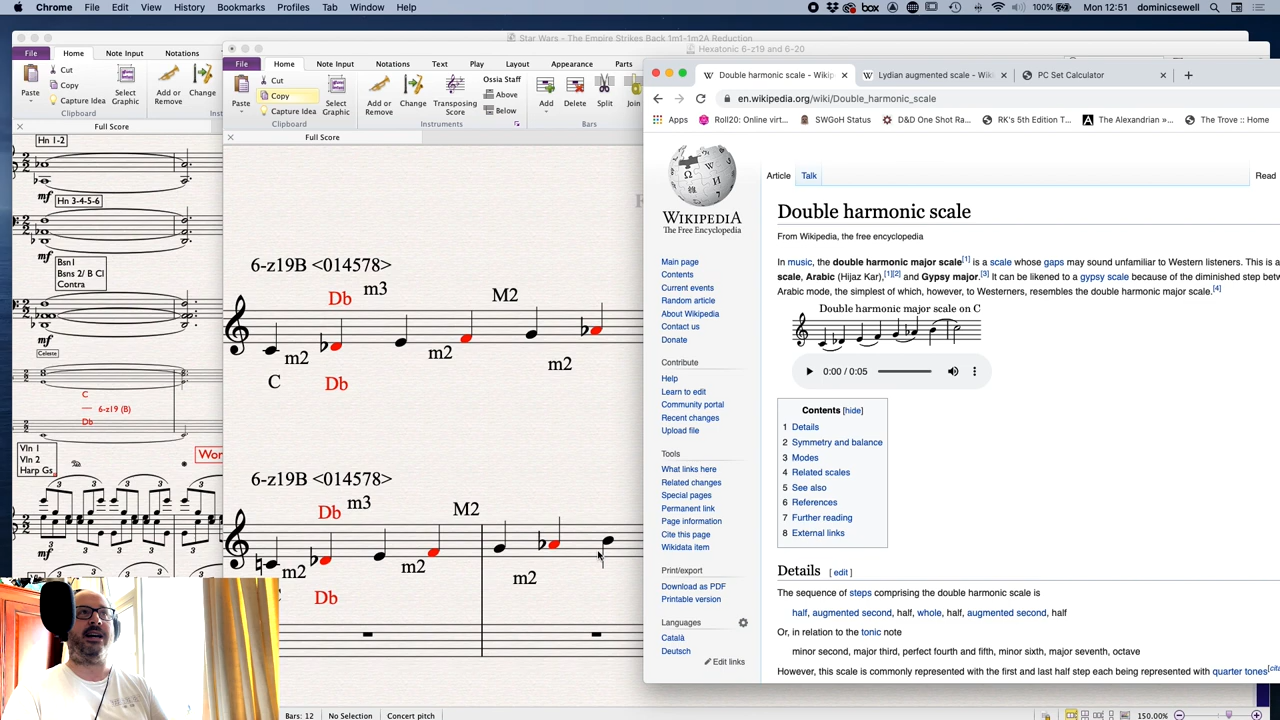 Chrome File Edit View History Bookmarks Profiles Tab Window Help
box 100% Mon 12:51 dominicsewell
Star Wars - The Empire Strikes Back 1m1-1m2A Reduction
File Home Note Input Notations
Cut
Copy
Paste
Capture Idea
Select Graphic
Add or Remove
Change
Clipboard
Full Score
Hn 1-2
mf
Hn 3-4-5-6
mf
Bsn1
Bsns 2/ B Cl
Contra
mf
Celeste
C
6-z19 (B)
Db
Vln 1
Vln 2
Harp Gs
Wor
3 3 3 3
mf
Hexatonic 6-z19 and 6-20
File Home Note Input Notations Text Play Layout Appearance Parts
Cut
Copy
Paste
Capture Idea
Select Graphic
Add or Remove
Change
Transposing Score
Ossia Staff
Above
Below
Add
Delete
Split
Join
Clipboard Instruments Bars
Full Score
6-z19B <014578>
Db m3 M2
m2 m2 m2
C Db
6-z19B <014578>
Db m3 M2
m2 m2 m2
Db
Bars: 12 No Selection Concert pitch 150.00%
Double harmonic scale - Wikip
Lydian augmented scale - Wiki
PC Set Calculator
en.wikipedia.org/wiki/Double_harmonic_scale
Apps Roll20: Online virt... SWGoH Status D&D One Shot Ra... RK's 5th Edition T... The Alexandrian -... The Trove :: Home
WIKIPEDIA
The Free Encyclopedia
Main page
Contents
Current events
Random article
About Wikipedia
Contact us
Donate
Contribute
Help
Learn to edit
Community portal
Recent changes
Upload file
Tools
What links here
Related changes
Special pages
Permanent link
Page information
Cite this page
Wikidata item
Print/export
Download as PDF
Printable version
Languages
Català
Deutsch
Edit links
Article Talk Read
Double harmonic scale
From Wikipedia, the free encyclopedia
In music, the double harmonic major scale[1] is a scale whose gaps may sound unfamiliar to Western listeners. This is a
scale, Arabic (Hijaz Kar),[1][2] and Gypsy major.[3] It can be likened to a gypsy scale because of the diminished step betw
Arabic mode, the simplest of which, however, to Westerners, resembles the double harmonic major scale.[4]
Double harmonic major scale on C
0:00 / 0:05
Contents [hide]
1 Details
2 Symmetry and balance
3 Modes
4 Related scales
5 See also
6 References
7 Further reading
8 External links
Details [ edit ]
The sequence of steps comprising the double harmonic scale is
half, augmented second, half, whole, half, augmented second, half
Or, in relation to the tonic note
minor second, major third, perfect fourth and fifth, minor sixth, major seventh, octave
However, this scale is commonly represented with the first and last half step each being represented with quarter tones